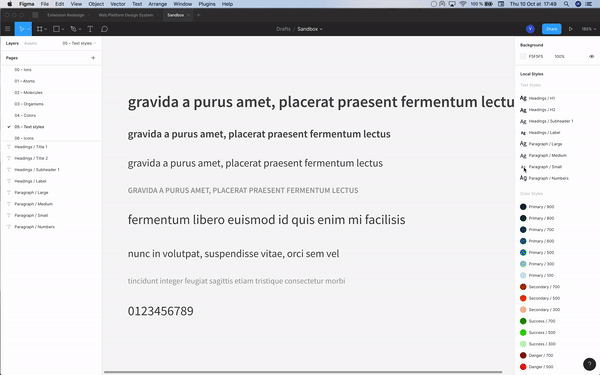 Figma File Edit View Object Vector Text Arrange Window Plugins Help 100 % Thu 10 Oct at 17:49
Extension Redesign Web Platform Design System Sandbox
Drafts / Sandbox Share
Layers Assets 05 – Text styles
Pages
00 – Ions
01 – Atoms
02 – Molecules
03 – Organisms
04 – Colors
05 – Text styles
06 – Icons
Headings / Title 1
Headings / Title 2
Headings / Subheader 1
Headings / Label
Paragraph / Large
Paragraph / Medium
Paragraph / Small
Paragraph / Numbers
gravida a purus amet, placerat praesent fermentum lectu
gravida a purus amet, placerat praesent fermentum lectus
gravida a purus amet, placerat praesent fermentum lectus
GRAVIDA A PURUS AMET, PLACERAT PRAESENT FERMENTUM LECTUS
fermentum libero euismod id quis enim mi facilisis
nunc in volutpat, suspendisse vitae, orci sem vel
tincidunt integer feugiat sagittis etiam tristique consectetur morbi
0123456789
Background
F5F5F5 100%
Local Styles
Text Styles
Ag Headings / H1
Ag Headings / H2
Ag Headings / Subheader 1
Ag Headings / Label
Ag Paragraph / Large
Ag Paragraph / Medium
Ag Paragraph / Small
Ag Paragraph / Numbers
Color Styles
Primary / 900
Primary / 800
Primary / 700
Primary / 600
Primary / 500
Primary / 300
Primary / 100
Secondary / 700
Secondary / 500
Secondary / 300
Success / 700
Success / 500
Success / 300
Danger / 700
Danger / 500
?